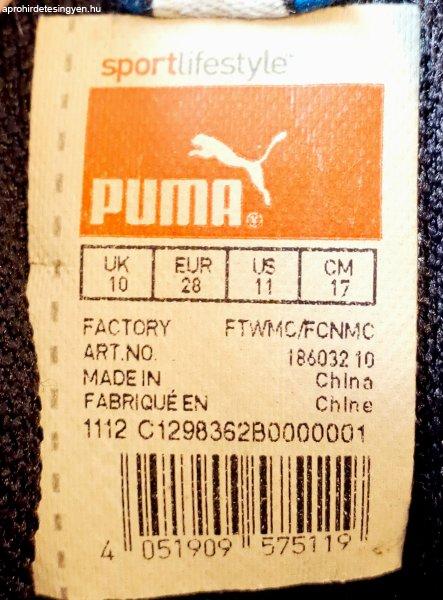 aprohirdetesingyen.hu
sportlifestyle™
PUMA®
UK EUR US CM
10 28 11 17
FACTORY FTWMC/FCNMC
ART.NO. 186032 10
MADE IN China
FABRIQUÉ EN Chine
1112 C1298362B0000001
4 051909 575119